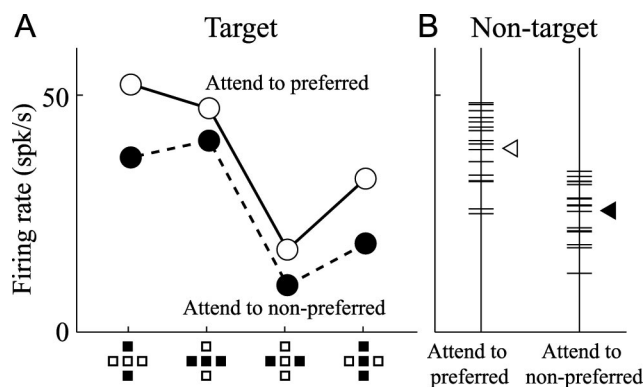 A
Target
B
Non-target
Firing rate (spk/s)
50
0
Attend to preferred
Attend to non-preferred
Attend to
preferred
Attend to
non-preferred